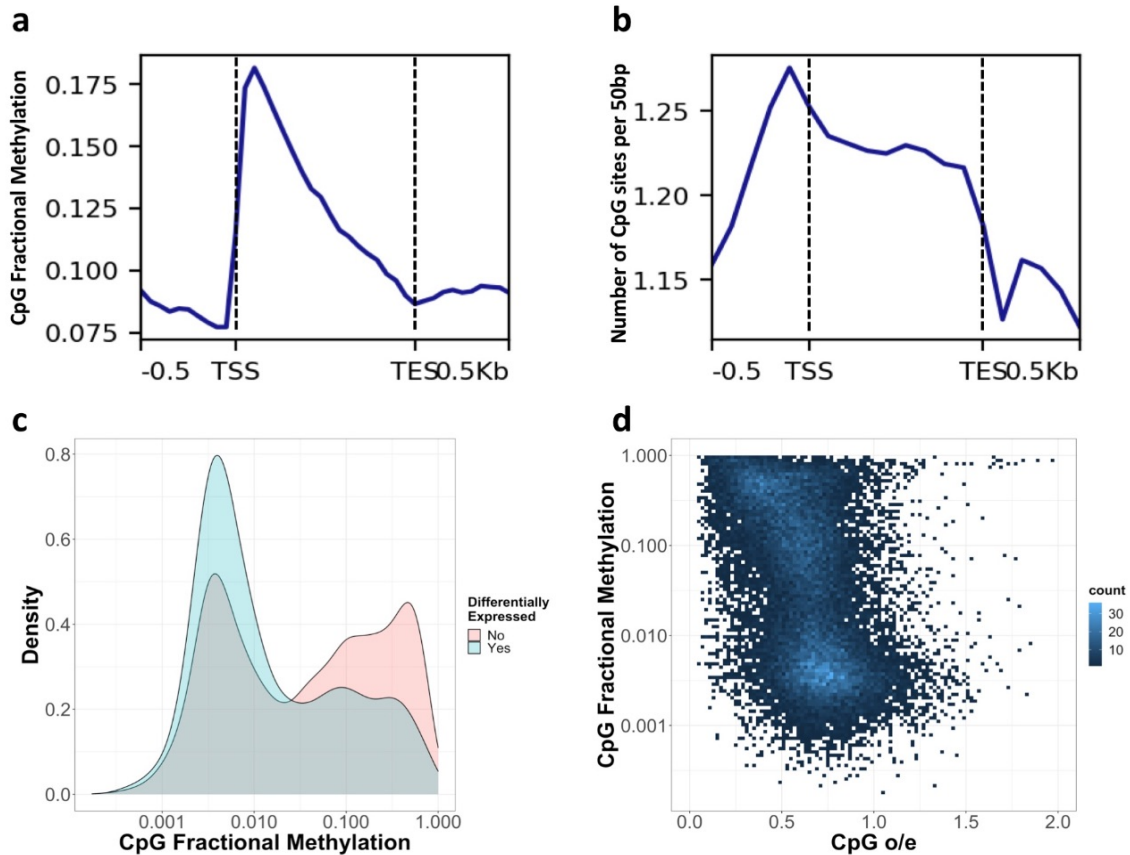 a
CpG Fractional Methylation
0.175
0.150
0.125
0.100
0.075
-0.5 TSS TES0.5Kb
b
Number of CpG sites per 50bp
1.25
1.20
1.15
-0.5 TSS TES0.5Kb
c
Density
0.8
0.6
0.4
0.2
0.0
0.001 0.010 0.100 1.000
CpG Fractional Methylation
Differentially
Expressed
No
Yes
d
CpG Fractional Methylation
1.000
0.100
0.010
0.001
0.0 0.5 1.0 1.5 2.0
CpG o/e
count
30
20
10